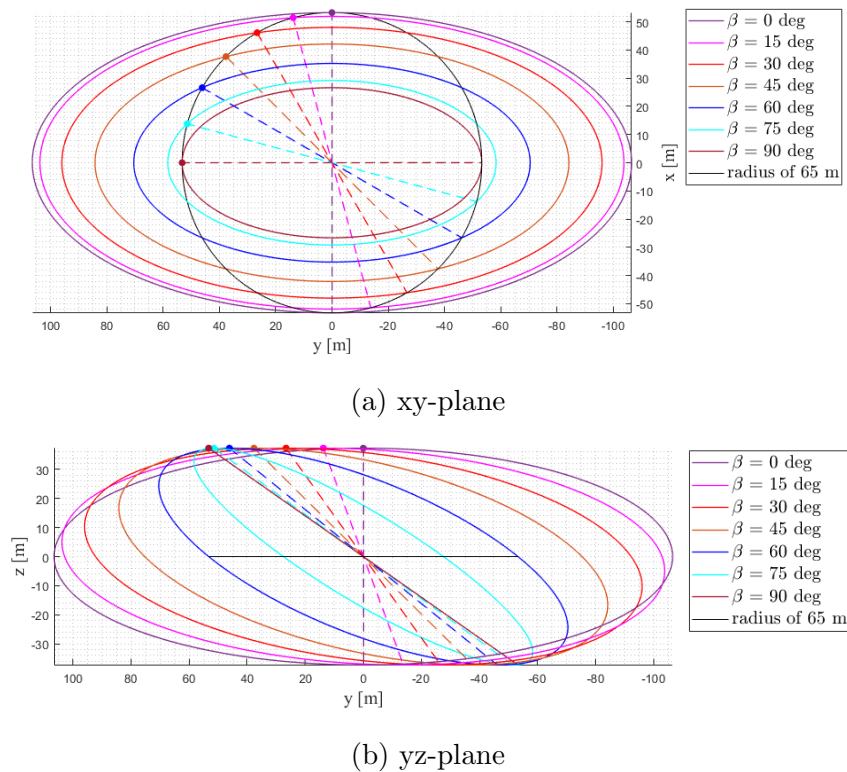 β = 0 deg
β = 15 deg
β = 30 deg
β = 45 deg
β = 60 deg
β = 75 deg
β = 90 deg
radius of 65 m
50
40
30
20
10
0
-10
-20
-30
-40
-50
x [m]
100 80 60 40 20 0 -20 -40 -60 -80 -100
y [m]
(a) xy-plane
β = 0 deg
β = 15 deg
β = 30 deg
β = 45 deg
β = 60 deg
β = 75 deg
β = 90 deg
radius of 65 m
30
20
10
0
-10
-20
-30
z [m]
100 80 60 40 20 0 -20 -40 -60 -80 -100
y [m]
(b) yz-plane